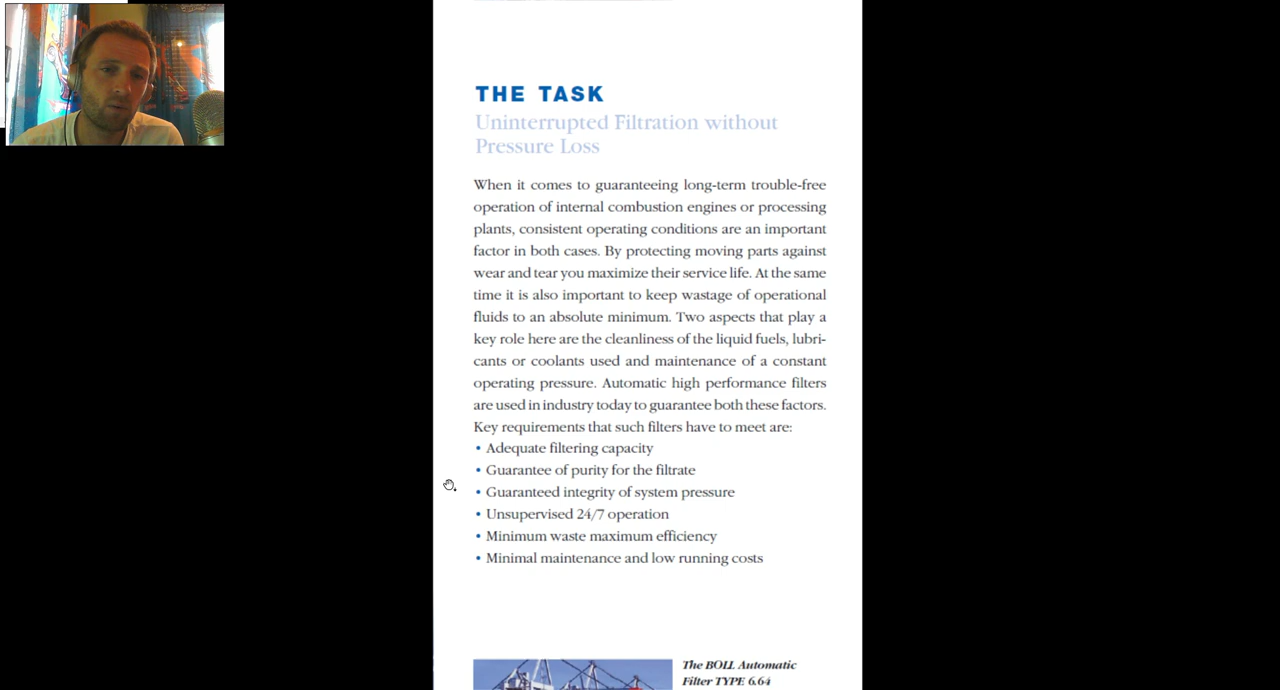 THE TASK
Uninterrupted Filtration without
Pressure Loss
When it comes to guaranteeing long-term trouble-free
operation of internal combustion engines or processing
plants, consistent operating conditions are an important
factor in both cases. By protecting moving parts against
wear and tear you maximize their service life. At the same
time it is also important to keep wastage of operational
fluids to an absolute minimum. Two aspects that play a
key role here are the cleanliness of the liquid fuels, lubri-
cants or coolants used and maintenance of a constant
operating pressure. Automatic high performance filters
are used in industry today to guarantee both these factors.
Key requirements that such filters have to meet are:
• Adequate filtering capacity
• Guarantee of purity for the filtrate
• Guaranteed integrity of system pressure
• Unsupervised 24/7 operation
• Minimum waste maximum efficiency
• Minimal maintenance and low running costs
The BOLL Automatic
Filter TYPE 6.64